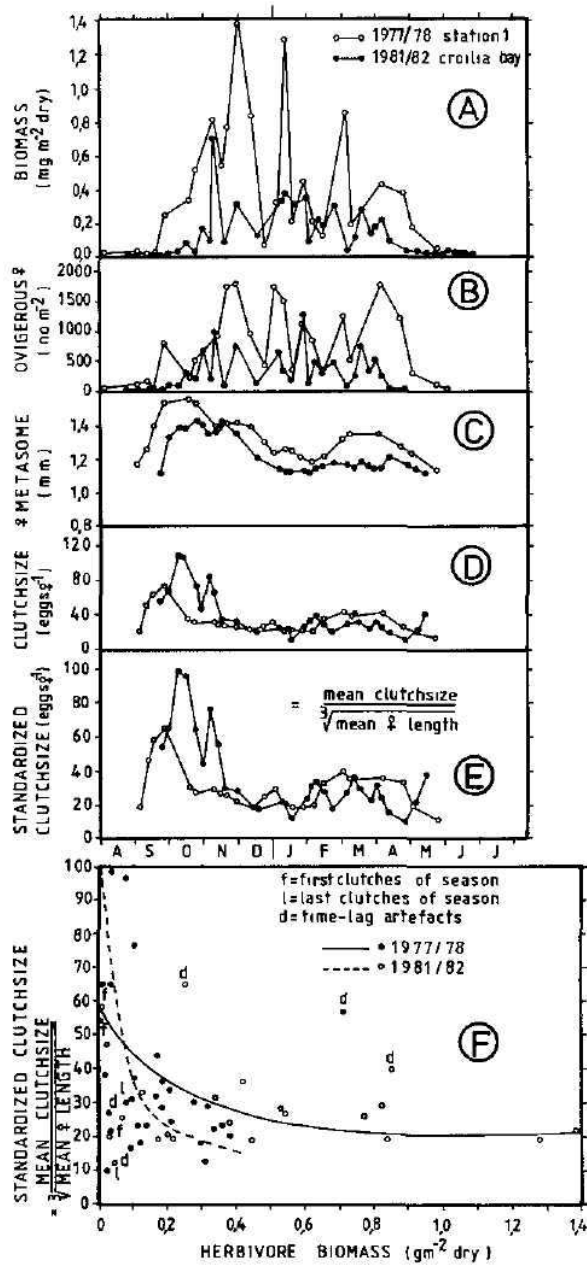 1,4
1,2
1,0
0,8
0,6
0,4
0,2
0,0
BIOMASS
(mg m⁻² dry)
1977/78 station 1
1981/82 croilia bay
A
2000
1500
1000
500
0
OVIGEROUS ♀
(no m⁻²)
B
1,4
1,2
1,0
0,8
♀ METASOME
(mm)
C
120
80
40
0
CLUTCHSIZE
(eggs♀⁻¹)
D
100
80
60
40
20
0
STANDARDIZED
CLUTCHSIZE (eggs♀⁻¹)
= mean clutchsize
∛mean ♀ length
E
A S O N D J F M A M J J
100
90
80
70
60
50
40
30
20
10
0
STANDARDIZED CLUTCHSIZE
= MEAN CLUTCHSIZE
∛MEAN ♀ LENGTH
f=first clutches of season
l=last clutches of season
d=time-lag artefacts
1977/78
1981/82
d
d
d
f
f
l
d
f
l
d
F
0 0,2 0,4 0,6 0,8 1,0 1,2 1,4
HERBIVORE BIOMASS (gm⁻² dry)